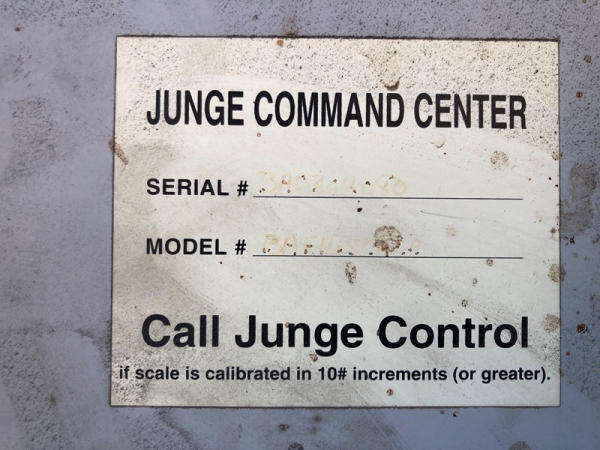 JUNGE COMMAND CENTER
SERIAL #
MODEL #
Call Junge Control
if scale is calibrated in 10# increments (or greater).